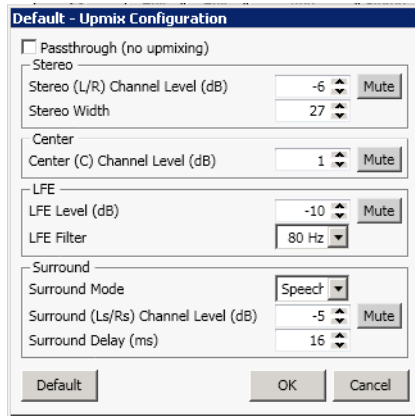 Default - Upmix Configuration
Passthrough (no upmixing)
Stereo
Stereo (L/R) Channel Level (dB) -6 Mute
Stereo Width 27
Center
Center (C) Channel Level (dB) 1 Mute
LFE
LFE Level (dB) -10 Mute
LFE Filter 80 Hz
Surround
Surround Mode Speech
Surround (Ls/Rs) Channel Level (dB) -5 Mute
Surround Delay (ms) 16
Default OK Cancel